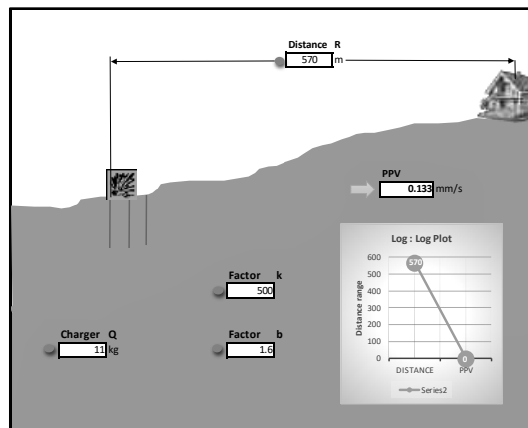 Distance R
570 m
PPV
0.133 mm/s
Log : Log Plot
Distance range
600
500
400
300
200
100
0
570
0
DISTANCE PPV
Series2
Factor k
500
Charger Q
11 kg
Factor b
1.6